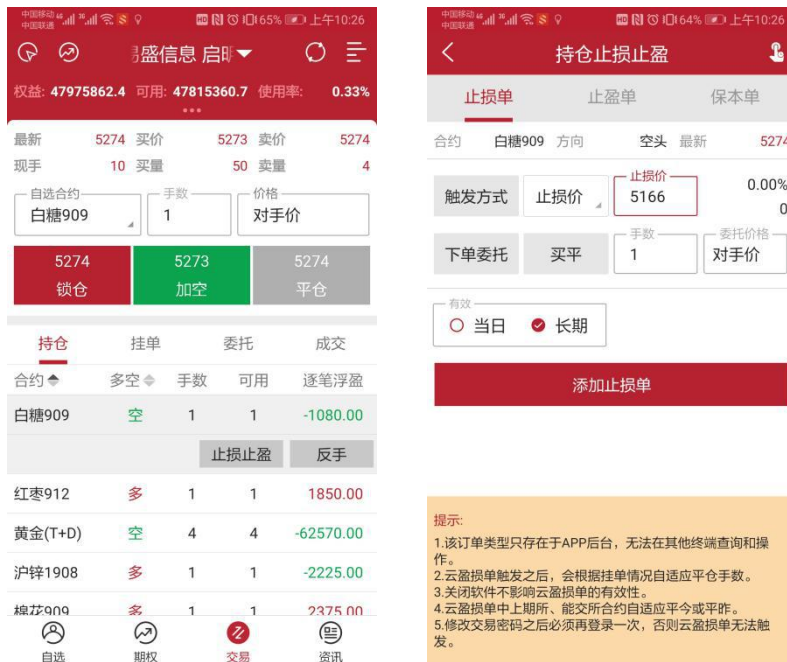 中国移动 46 36 HD 65% 上午10:26
中国联通
盛信息 启明
权益: 47975862.4 可用: 47815360.7 使用率: 0.33%
最新 5274 买价 5273 卖价 5274
现手 10 买量 50 卖量 4
自选合约 手数 价格
白糖909 1 对手价
5274 5273 5274
锁仓 加空 平仓
持仓 挂单 委托 成交
合约 多空 手数 可用 逐笔浮盈
白糖909 空 1 1 -1080.00
止损止盈 反手
红枣912 多 1 1 1850.00
黄金(T+D) 空 4 4 -62570.00
沪锌1908 多 1 1 -2225.00
棉花909 多 1 1 2375.00
自选 期权 交易 资讯
中国移动 46 36 HD 64% 上午10:26
中国联通
持仓止损止盈
止损单 止盈单 保本单
合约 白糖909 方向 空头 最新 5274
止损价
触发方式 止损价 5166 0.00%
0
手数 委托价格
下单委托 买平 1 对手价
有效
当日 长期
添加止损单
提示:
1.该订单类型只存在于APP后台，无法在其他终端查询和操
作。
2.云盈损单触发之后，会根据挂单情况自适应平仓手数。
3.关闭软件不影响云盈损单的有效性。
4.云盈损单中上期所、能交所合约自适应平今或平昨。
5.修改交易密码之后必须再登录一次，否则云盈损单无法触
发。